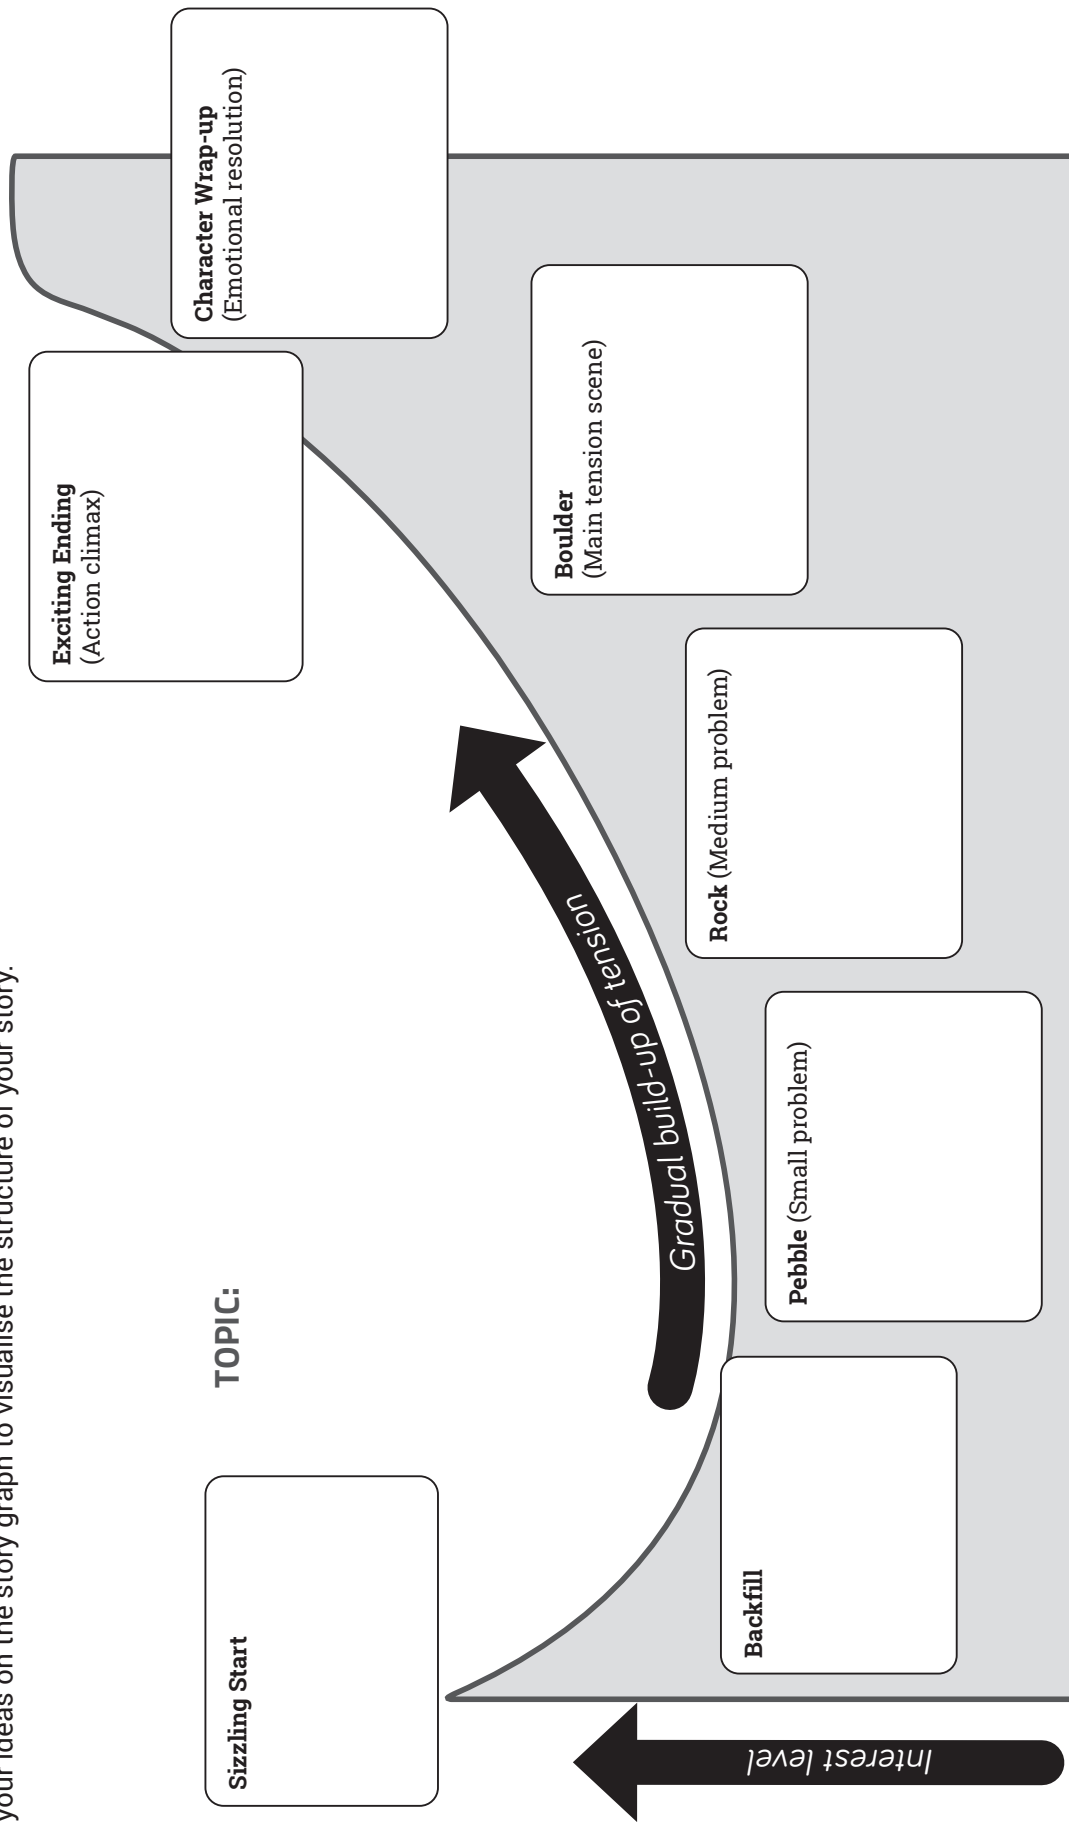 your ideas on the story graph to visualise the structure of your story.
TOPIC:
Sizzling Start
Backfill
Pebble (Small problem)
Rock (Medium problem)
Boulder
(Main tension scene)
Exciting Ending
(Action climax)
Character Wrap-up
(Emotional resolution)
Gradual build-up of tension
Interest level